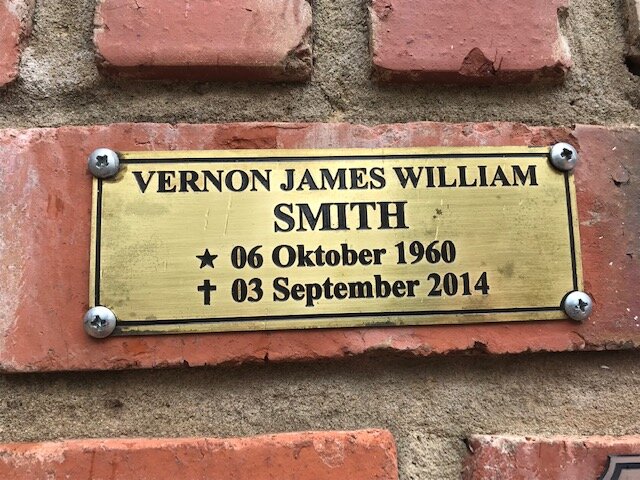 VERNON JAMES WILLIAM
SMITH
★ 06 Oktober 1960
✝ 03 September 2014